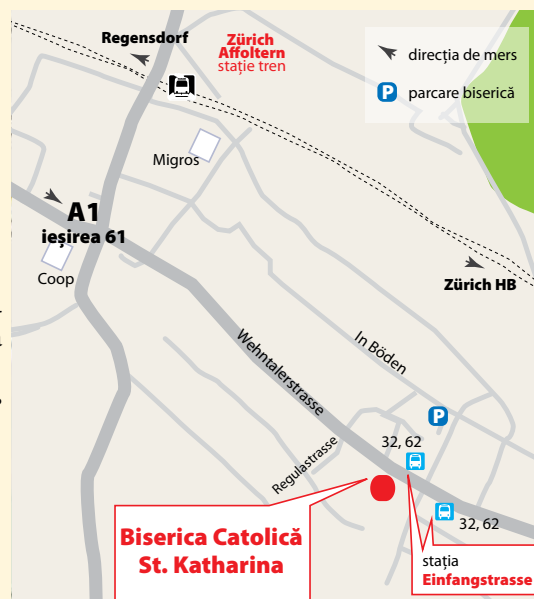 Regensdorf
Zürich
Affoltern
stație tren
direcția de mers
P parcare biserică
Migros
A1
ieșirea 61
Coop
Zürich HB
Wehntalerstrasse
In Böden
P
32, 62
Regulastrasse
32, 62
Biserica Catolică
St. Katharina
stația
Einfangstrasse